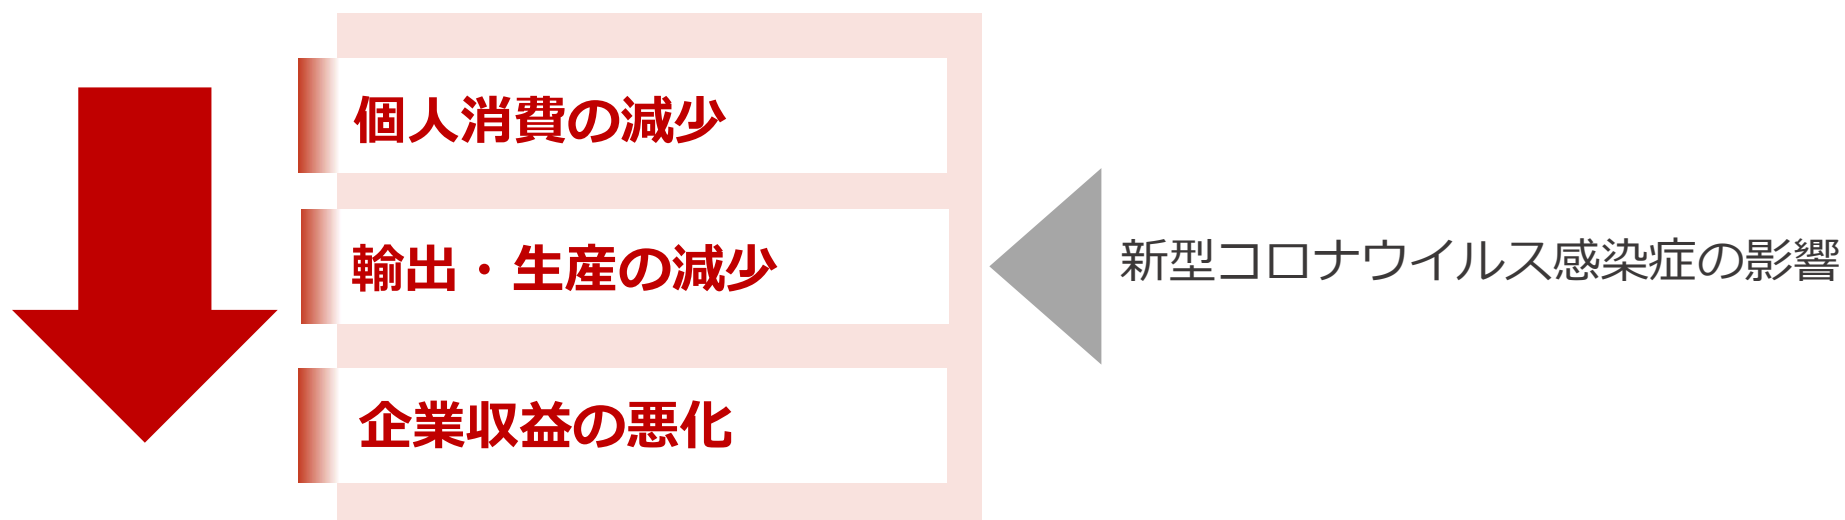 個人消費の減少
輸出・生産の減少
新型コロナウイルス感染症の影響
企業収益の悪化